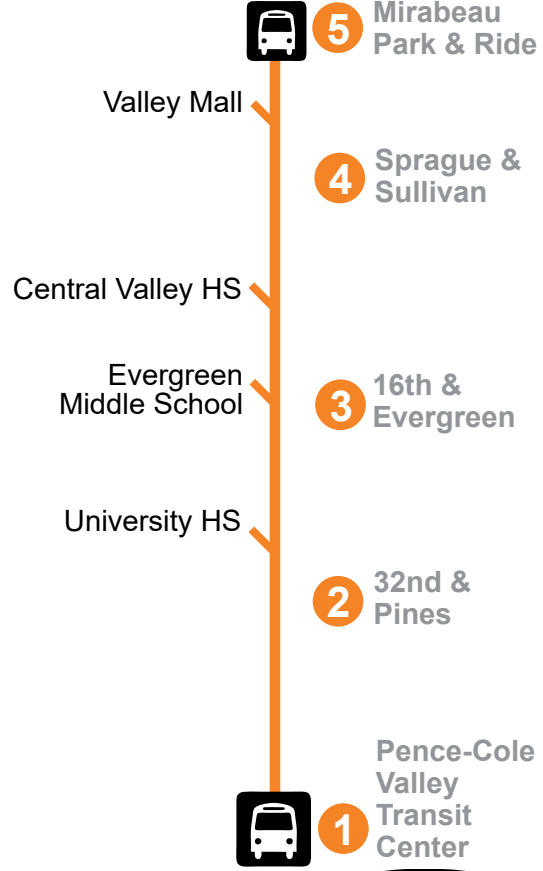 5
Mirabeau
Park & Ride
Valley Mall
4
Sprague &
Sullivan
Central Valley HS
Evergreen
Middle School
3
16th &
Evergreen
University HS
2
32nd &
Pines
1
Pence-Cole
Valley
Transit
Center